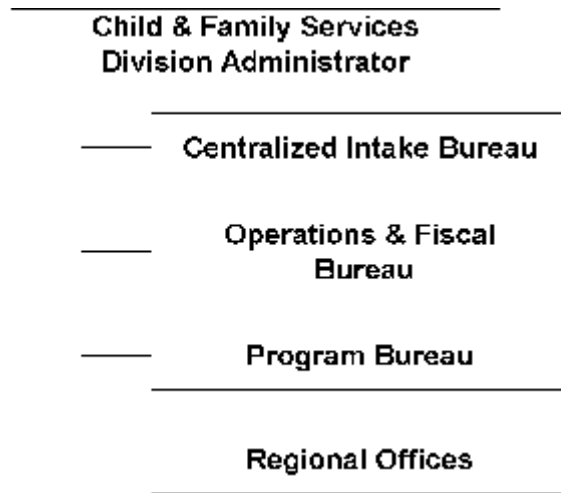 Child & Family Services
Division Administrator
Centralized Intake Bureau
Operations & Fiscal
Bureau
Program Bureau
Regional Offices